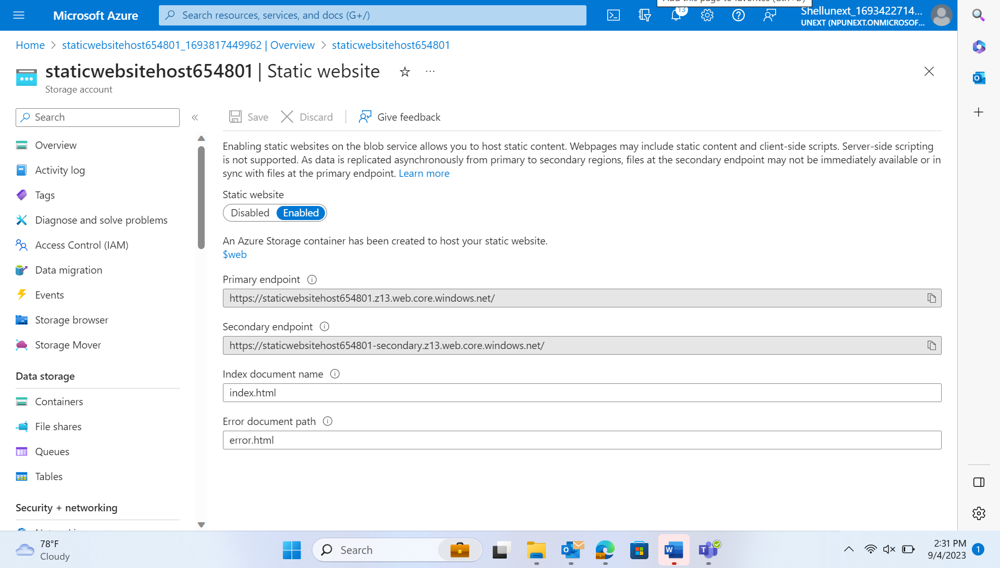 Microsoft Azure
Search resources, services, and docs (G+/)
13
Shellunext_1693422714...
UNEXT (NPUNEXT.ONMICROSOF...
Home > staticwebsitehost654801_1693817449962 | Overview > staticwebsitehost654801
staticwebsitehost654801 | Static website
Storage account
Search
Save
Discard
Give feedback
Overview
Activity log
Tags
Diagnose and solve problems
Access Control (IAM)
Data migration
Events
Storage browser
Storage Mover
Data storage
Containers
File shares
Queues
Tables
Security + networking
Enabling static websites on the blob service allows you to host static content. Webpages may include static content and client-side scripts. Server-side scripting
is not supported. As data is replicated asynchronously from primary to secondary regions, files at the secondary endpoint may not be immediately available or in
sync with files at the primary endpoint. Learn more
Static website
Disabled Enabled
An Azure Storage container has been created to host your static website.
$web
Primary endpoint
https://staticwebsitehost654801.z13.web.core.windows.net/
Secondary endpoint
https://staticwebsitehost654801-secondary.z13.web.core.windows.net/
Index document name
index.html
Error document path
error.html
78°F
Cloudy
Search
2:31 PM
9/4/2023
1